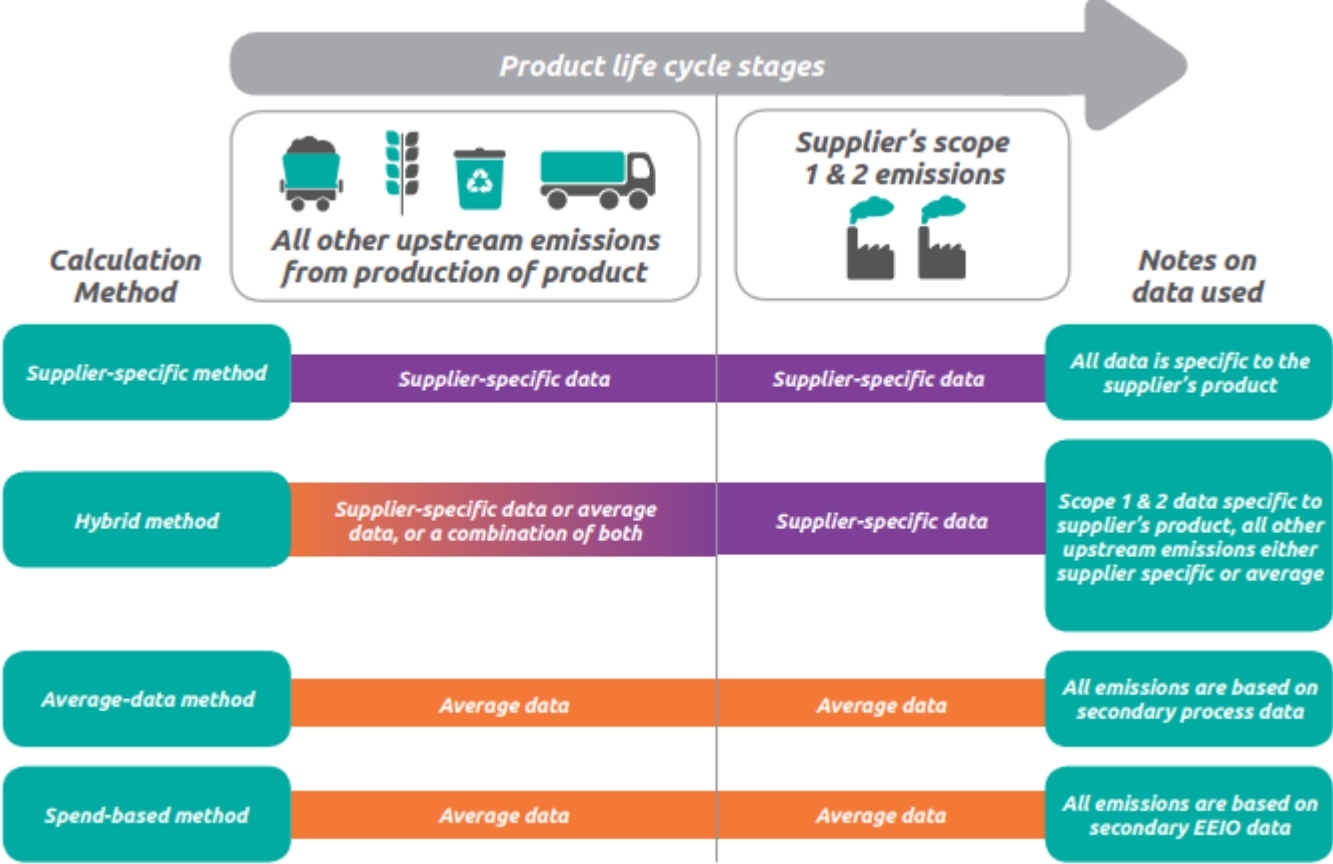 Product life cycle stages
All other upstream emissions
from production of product
Supplier's scope
1 & 2 emissions
Calculation
Method
Notes on
data used
Supplier-specific method
Supplier-specific data
Supplier-specific data
All data is specific to the
supplier's product
Hybrid method
Supplier-specific data or average
data, or a combination of both
Supplier-specific data
Scope 1 & 2 data specific to
supplier's product, all other
upstream emissions either
supplier specific or average
Average-data method
Average data
Average data
All emissions are based on
secondary process data
Spend-based method
Average data
Average data
All emissions are based on
secondary EEIO data